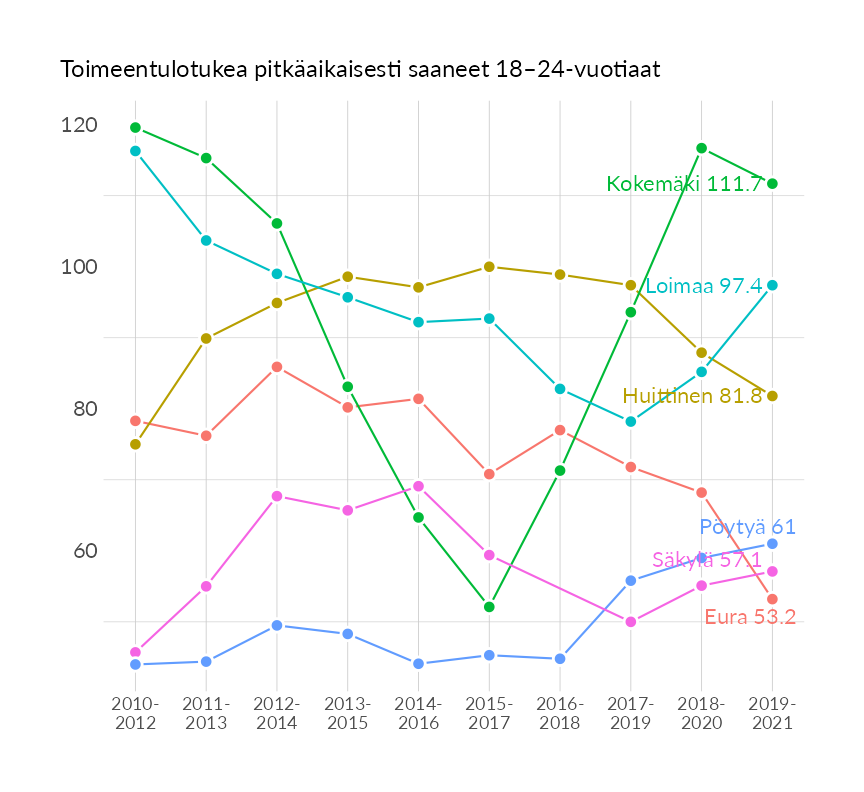 Toimeentulotukea pitkäaikaisesti saaneet 18–24-vuotiaat
120
Kokemäki 111.7
100
Loimaa 97.4
Huittinen 81.8
80
Pöytyä 61
60
Säkylä 57.1
Eura 53.2
2010- 2011- 2012- 2013- 2014- 2015- 2016- 2017- 2018- 2019-
2012 2013 2014 2015 2016 2017 2018 2019 2020 2021